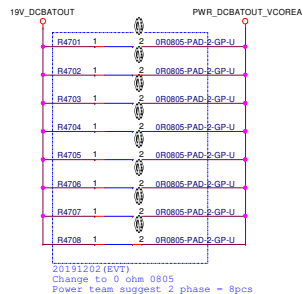 19V_DCBATOUT PWR_DCBATOUT_VCOREA
R4701 1 2 0R0805-PAD-2-GP-U
R4702 1 2 0R0805-PAD-2-GP-U
R4703 1 2 0R0805-PAD-2-GP-U
R4704 1 2 0R0805-PAD-2-GP-U
R4705 1 2 0R0805-PAD-2-GP-U
R4706 1 2 0R0805-PAD-2-GP-U
R4707 1 2 0R0805-PAD-2-GP-U
R4708 1 2 0R0805-PAD-2-GP-U
20191202(EVT)
Change to 0 ohm 0805
Power team suggest 2 phase = 8pcs